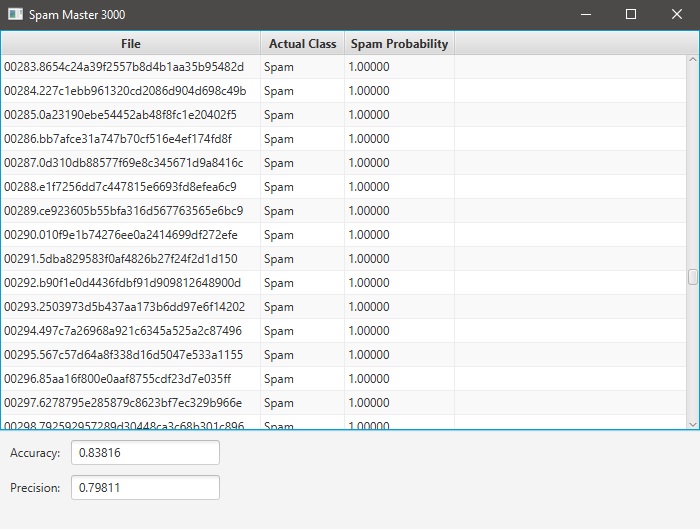 Spam Master 3000
File Actual Class Spam Probability
00283.8654c24a39f2557b8d4b1aa35b95482d Spam 1.00000
00284.227c1ebb961320cd2086d904d698c49b Spam 1.00000
00285.0a23190ebe54452ab48f8fc1e20402f5 Spam 1.00000
00286.bb7afce31a747b70cf516e4ef174fd8f Spam 1.00000
00287.0d310db88577f69e8c345671d9a8416c Spam 1.00000
00288.e1f7256dd7c447815e6693fd8efea6c9 Spam 1.00000
00289.ce923605b55bfa316d567763565e6bc9 Spam 1.00000
00290.010f9e1b74276ee0a2414699df272efe Spam 1.00000
00291.5dba829583f0af4826b27f24f2d1d150 Spam 1.00000
00292.b90f1e0d4436fdbf91d909812648900d Spam 1.00000
00293.2503973d5b437aa173b6dd97e6f14202 Spam 1.00000
00294.497c7a26968a921c6345a525a2c87496 Spam 1.00000
00295.567c57d64a8f338d16d5047e533a1155 Spam 1.00000
00296.85aa16f800e0aaf8755cdf23d7e035ff Spam 1.00000
00297.6278795e285879c8623bf7ec329b966e Spam 1.00000
00298.792592957289d30448ca3c68b301c896 Spam 1.00000
Accuracy: 0.83816
Precision: 0.79811